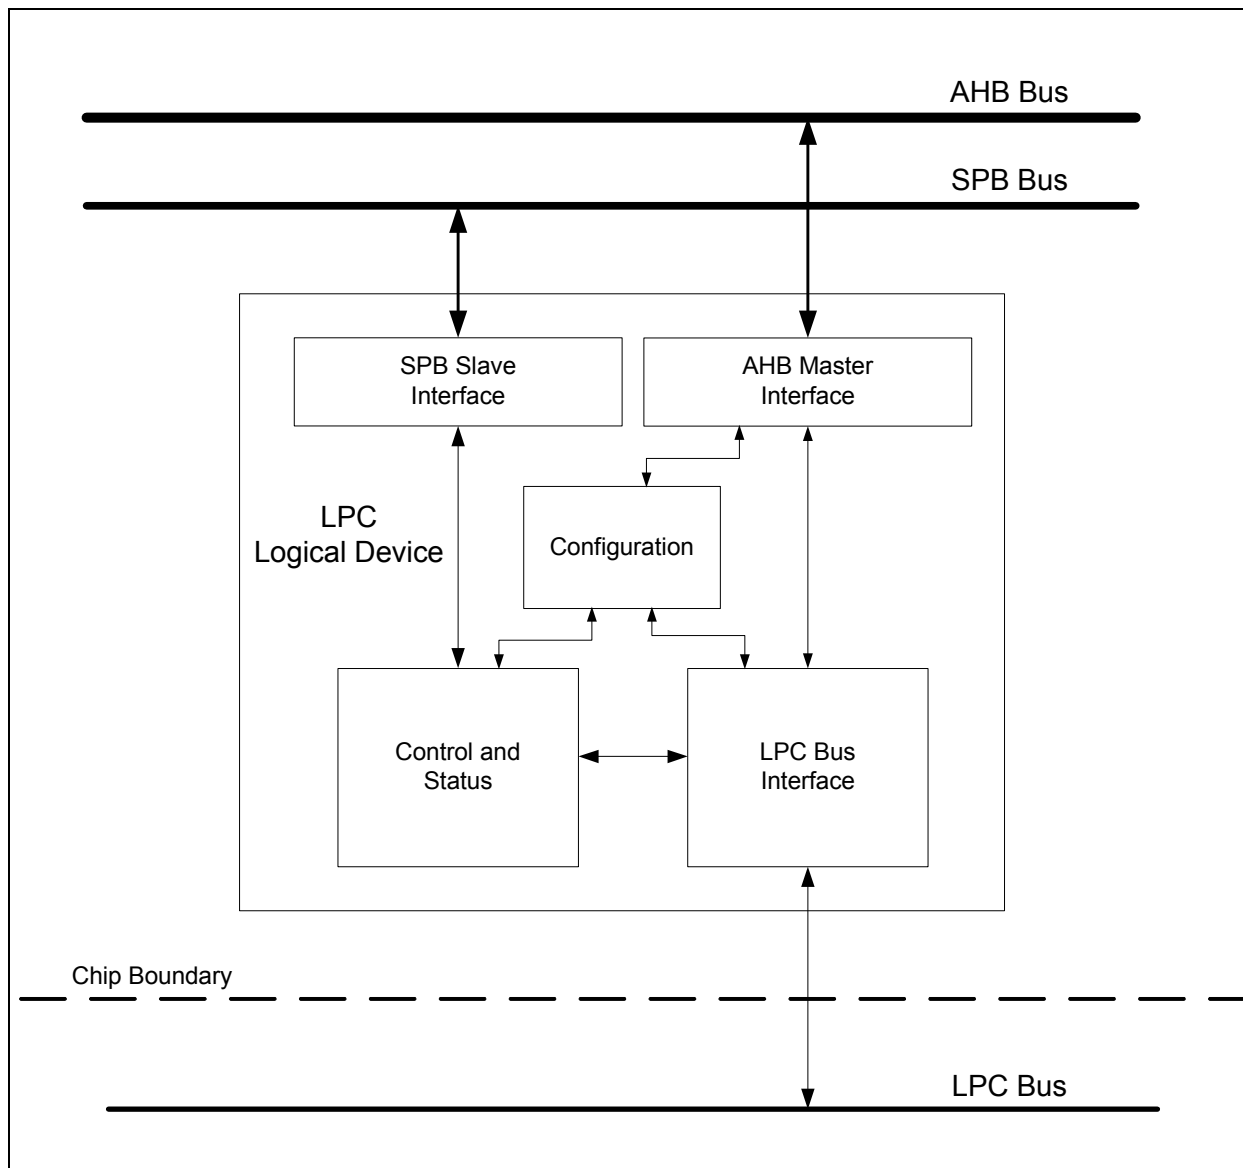 AHB Bus
SPB Bus
SPB Slave
Interface
AHB Master
Interface
LPC
Logical Device
Configuration
Control and
Status
LPC Bus
Interface
Chip Boundary
LPC Bus